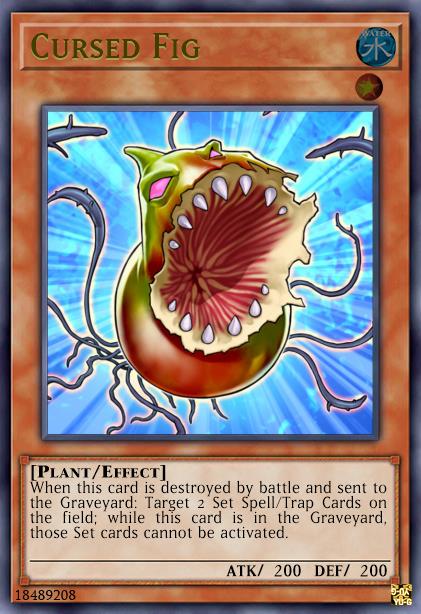 Cursed Fig
WATER
水
[Plant/Effect]
When this card is destroyed by battle and sent to
the Graveyard: Target 2 Set Spell/Trap Cards on
the field; while this card is in the Graveyard,
those Set cards cannot be activated.
ATK/ 200 DEF/ 200
18489208